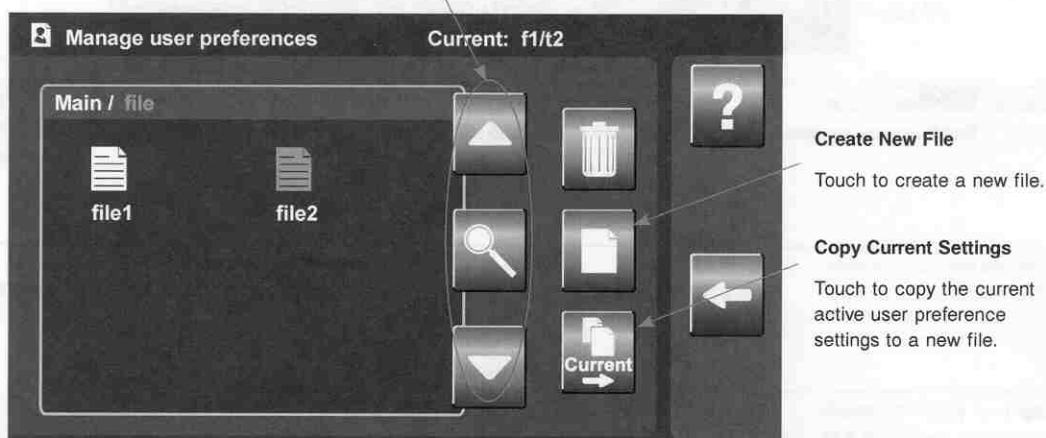 Manage user preferences Current: f1/t2
Main / file
file1 file2
?
Current
Create New File
Touch to create a new file.
Copy Current Settings
Touch to copy the current
active user preference
settings to a new file.